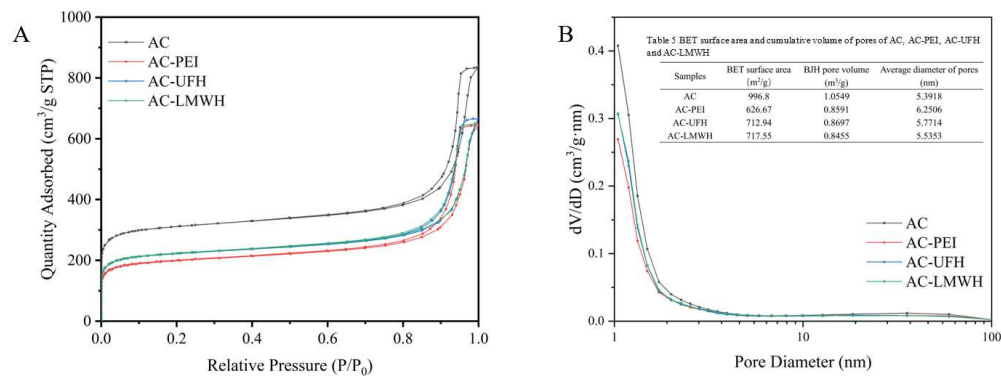 A
Quantity Adsorbed (cm³/g STP)
1000
800
600
400
200
0
AC
AC-PEI
AC-UFH
AC-LMWH
0.0 0.2 0.4 0.6 0.8 1.0
Relative Pressure (P/P₀)
B
dV/dD (cm³/g·nm)
0.4
0.3
0.2
0.1
0.0
Table 5 BET surface area and cumulative volume of pores of AC, AC-PEI, AC-UFH
and AC-LMWH
Samples BET surface area (m²/g) BJH pore volume (m³/g) Average diameter of pores (nm)
AC 996.8 1.0549 5.3918
AC-PEI 626.67 0.8591 6.2506
AC-UFH 712.94 0.8697 5.7714
AC-LMWH 717.55 0.8455 5.5353
AC
AC-PEI
AC-UFH
AC-LMWH
1 10 100
Pore Diameter (nm)